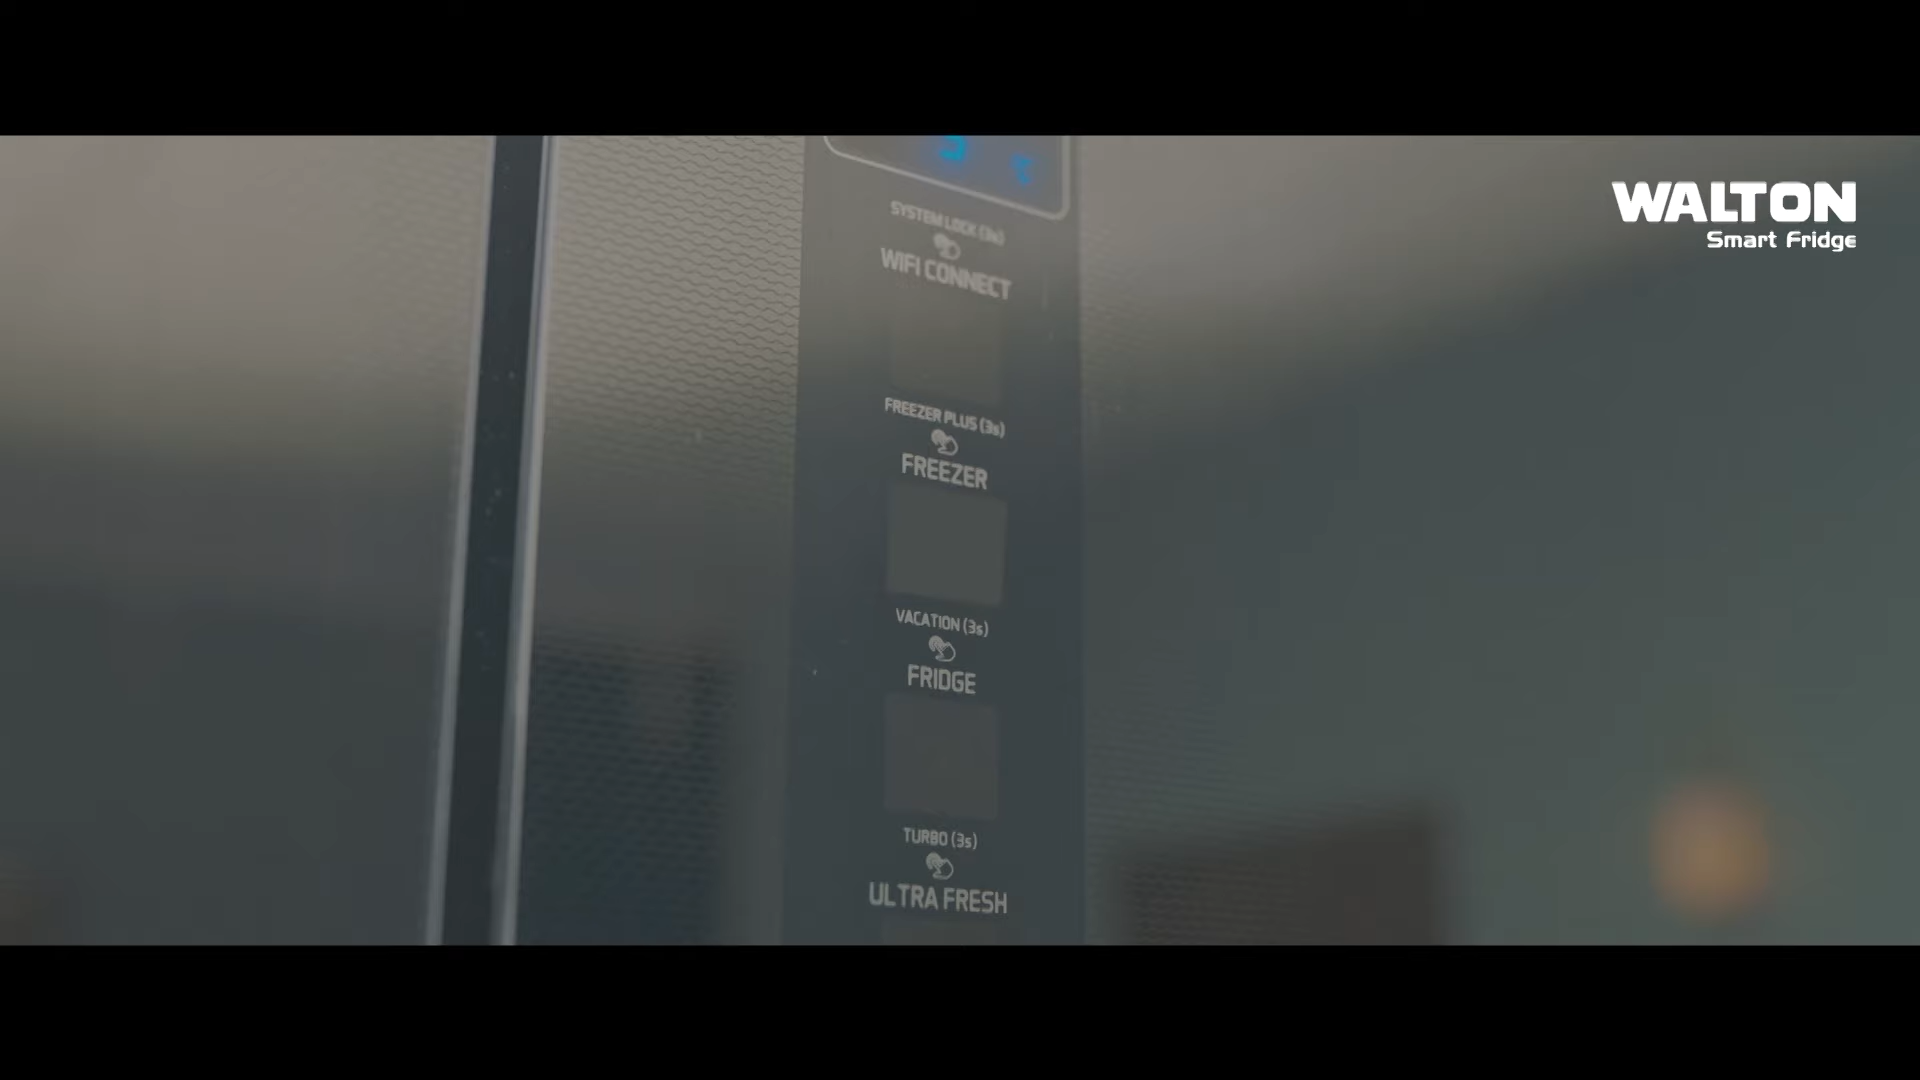 WALTON
Smart Fridge
℃
SYSTEM LOCK (3s)
WIFI CONNECT
FREEZER PLUS (3s)
FREEZER
VACATION (3s)
FRIDGE
TURBO (3s)
ULTRA FRESH